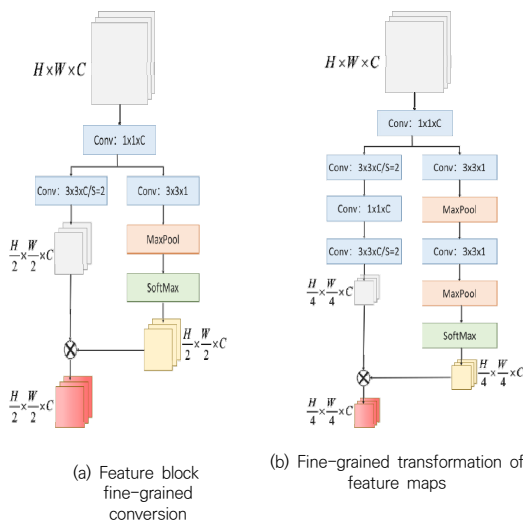 H×W×C
Conv: 1x1xC
Conv: 3x3xC/S=2
Conv: 3x3x1
MaxPool
SoftMax
H/2×W/2×C
H/2×W/2×C
H/2×W/2×C
(a) Feature block
fine-grained
conversion
H×W×C
Conv: 1x1xC
Conv: 3x3xC/S=2
Conv: 3x3x1
Conv: 1x1xC
MaxPool
Conv: 3x3xC/S=2
Conv: 3x3x1
H/4×W/4×C
MaxPool
SoftMax
H/4×W/4×C
H/4×W/4×C
(b) Fine-grained transformation of
feature maps